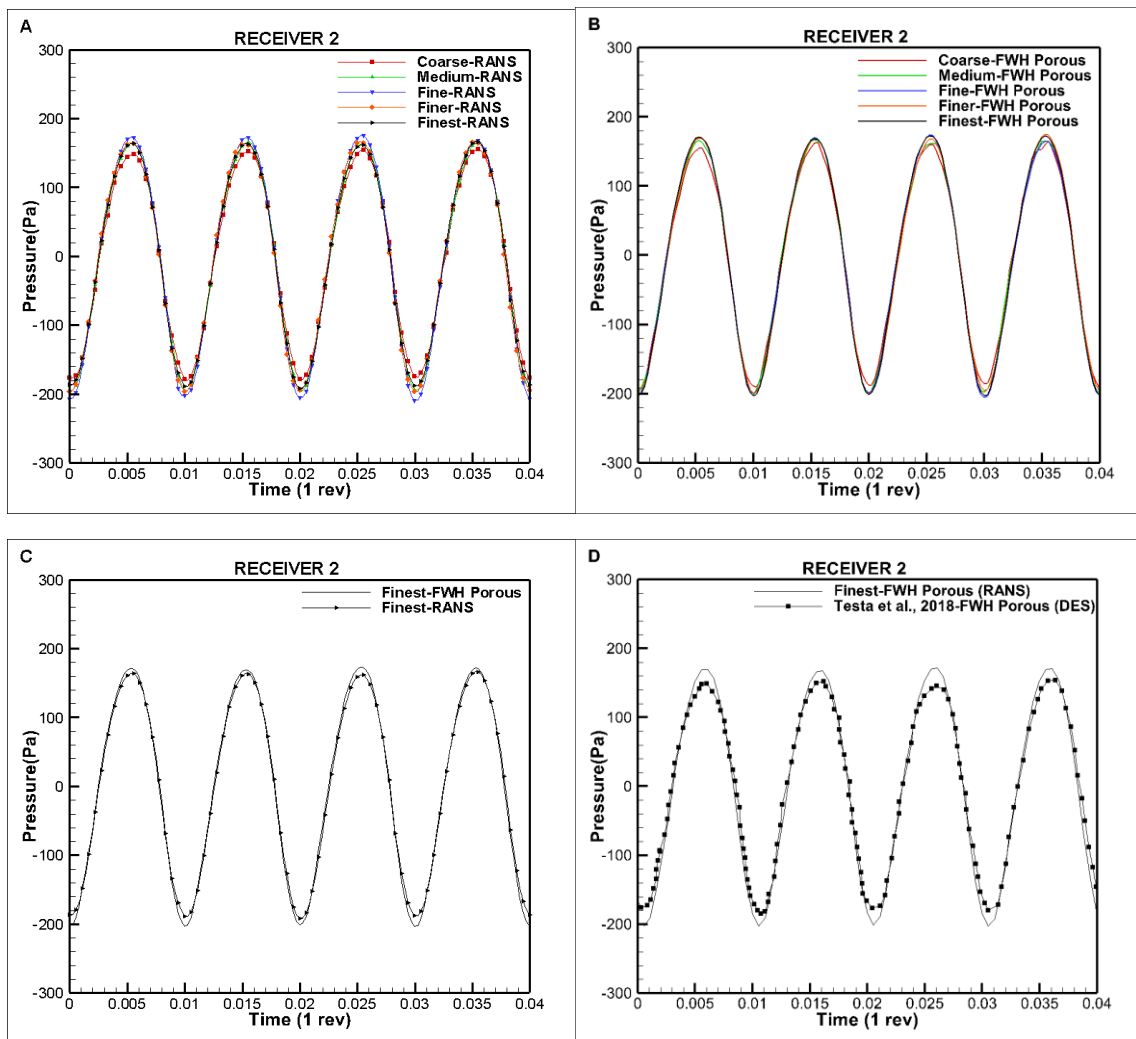 A
RECEIVER 2
Coarse-RANS
Medium-RANS
Fine-RANS
Finer-RANS
Finest-RANS
Pressure(Pa)
300
200
100
0
-100
-200
-300
0 0.005 0.01 0.015 0.02 0.025 0.03 0.035 0.04
Time (1 rev)
B
RECEIVER 2
Coarse-FWH Porous
Medium-FWH Porous
Fine-FWH Porous
Finer-FWH Porous
Finest-FWH Porous
Pressure(Pa)
300
200
100
0
-100
-200
-300
0 0.005 0.01 0.015 0.02 0.025 0.03 0.035 0.04
Time (1 rev)
C
RECEIVER 2
Finest-FWH Porous
Finest-RANS
Pressure(Pa)
300
200
100
0
-100
-200
-300
0 0.005 0.01 0.015 0.02 0.025 0.03 0.035 0.04
Time (1 rev)
D
RECEIVER 2
Finest-FWH Porous (RANS)
Testa et al., 2018-FWH Porous (DES)
Pressure(Pa)
300
200
100
0
-100
-200
-300
0 0.005 0.01 0.015 0.02 0.025 0.03 0.035 0.04
Time (1 rev)